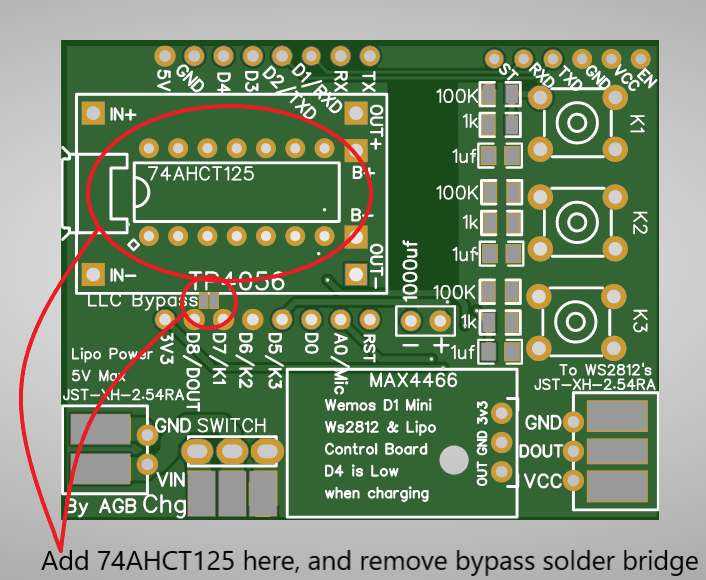 5V GND D4 D3 D2/TXD D1/RXD RX TX
ST RXD TXD GND VCC EN
IN+ OUT+
100K
1k
1uf
K1
74AHCT125
B+
B-
100K
1k
1uf
K2
IN- TP4056 OUT-
LLC Bypass
1000uf
- +
100K
1k
1uf
K3
3V3 D8/DOUT D7/K1 D6/K2 D5/K3 D0 A0/Mic RST
Lipo Power
5V Max
JST-XH-2.54RA
To WS2812's
JST-XH-2.54RA
MAX4466
Wemos D1 Mini
Ws2812 & Lipo
Control Board
D4 is Low
when charging
OUT GND 3v3
GND
VIN
SWITCH
GND
DOUT
VCC
By AGB Chg
Add 74AHCT125 here, and remove bypass solder bridge